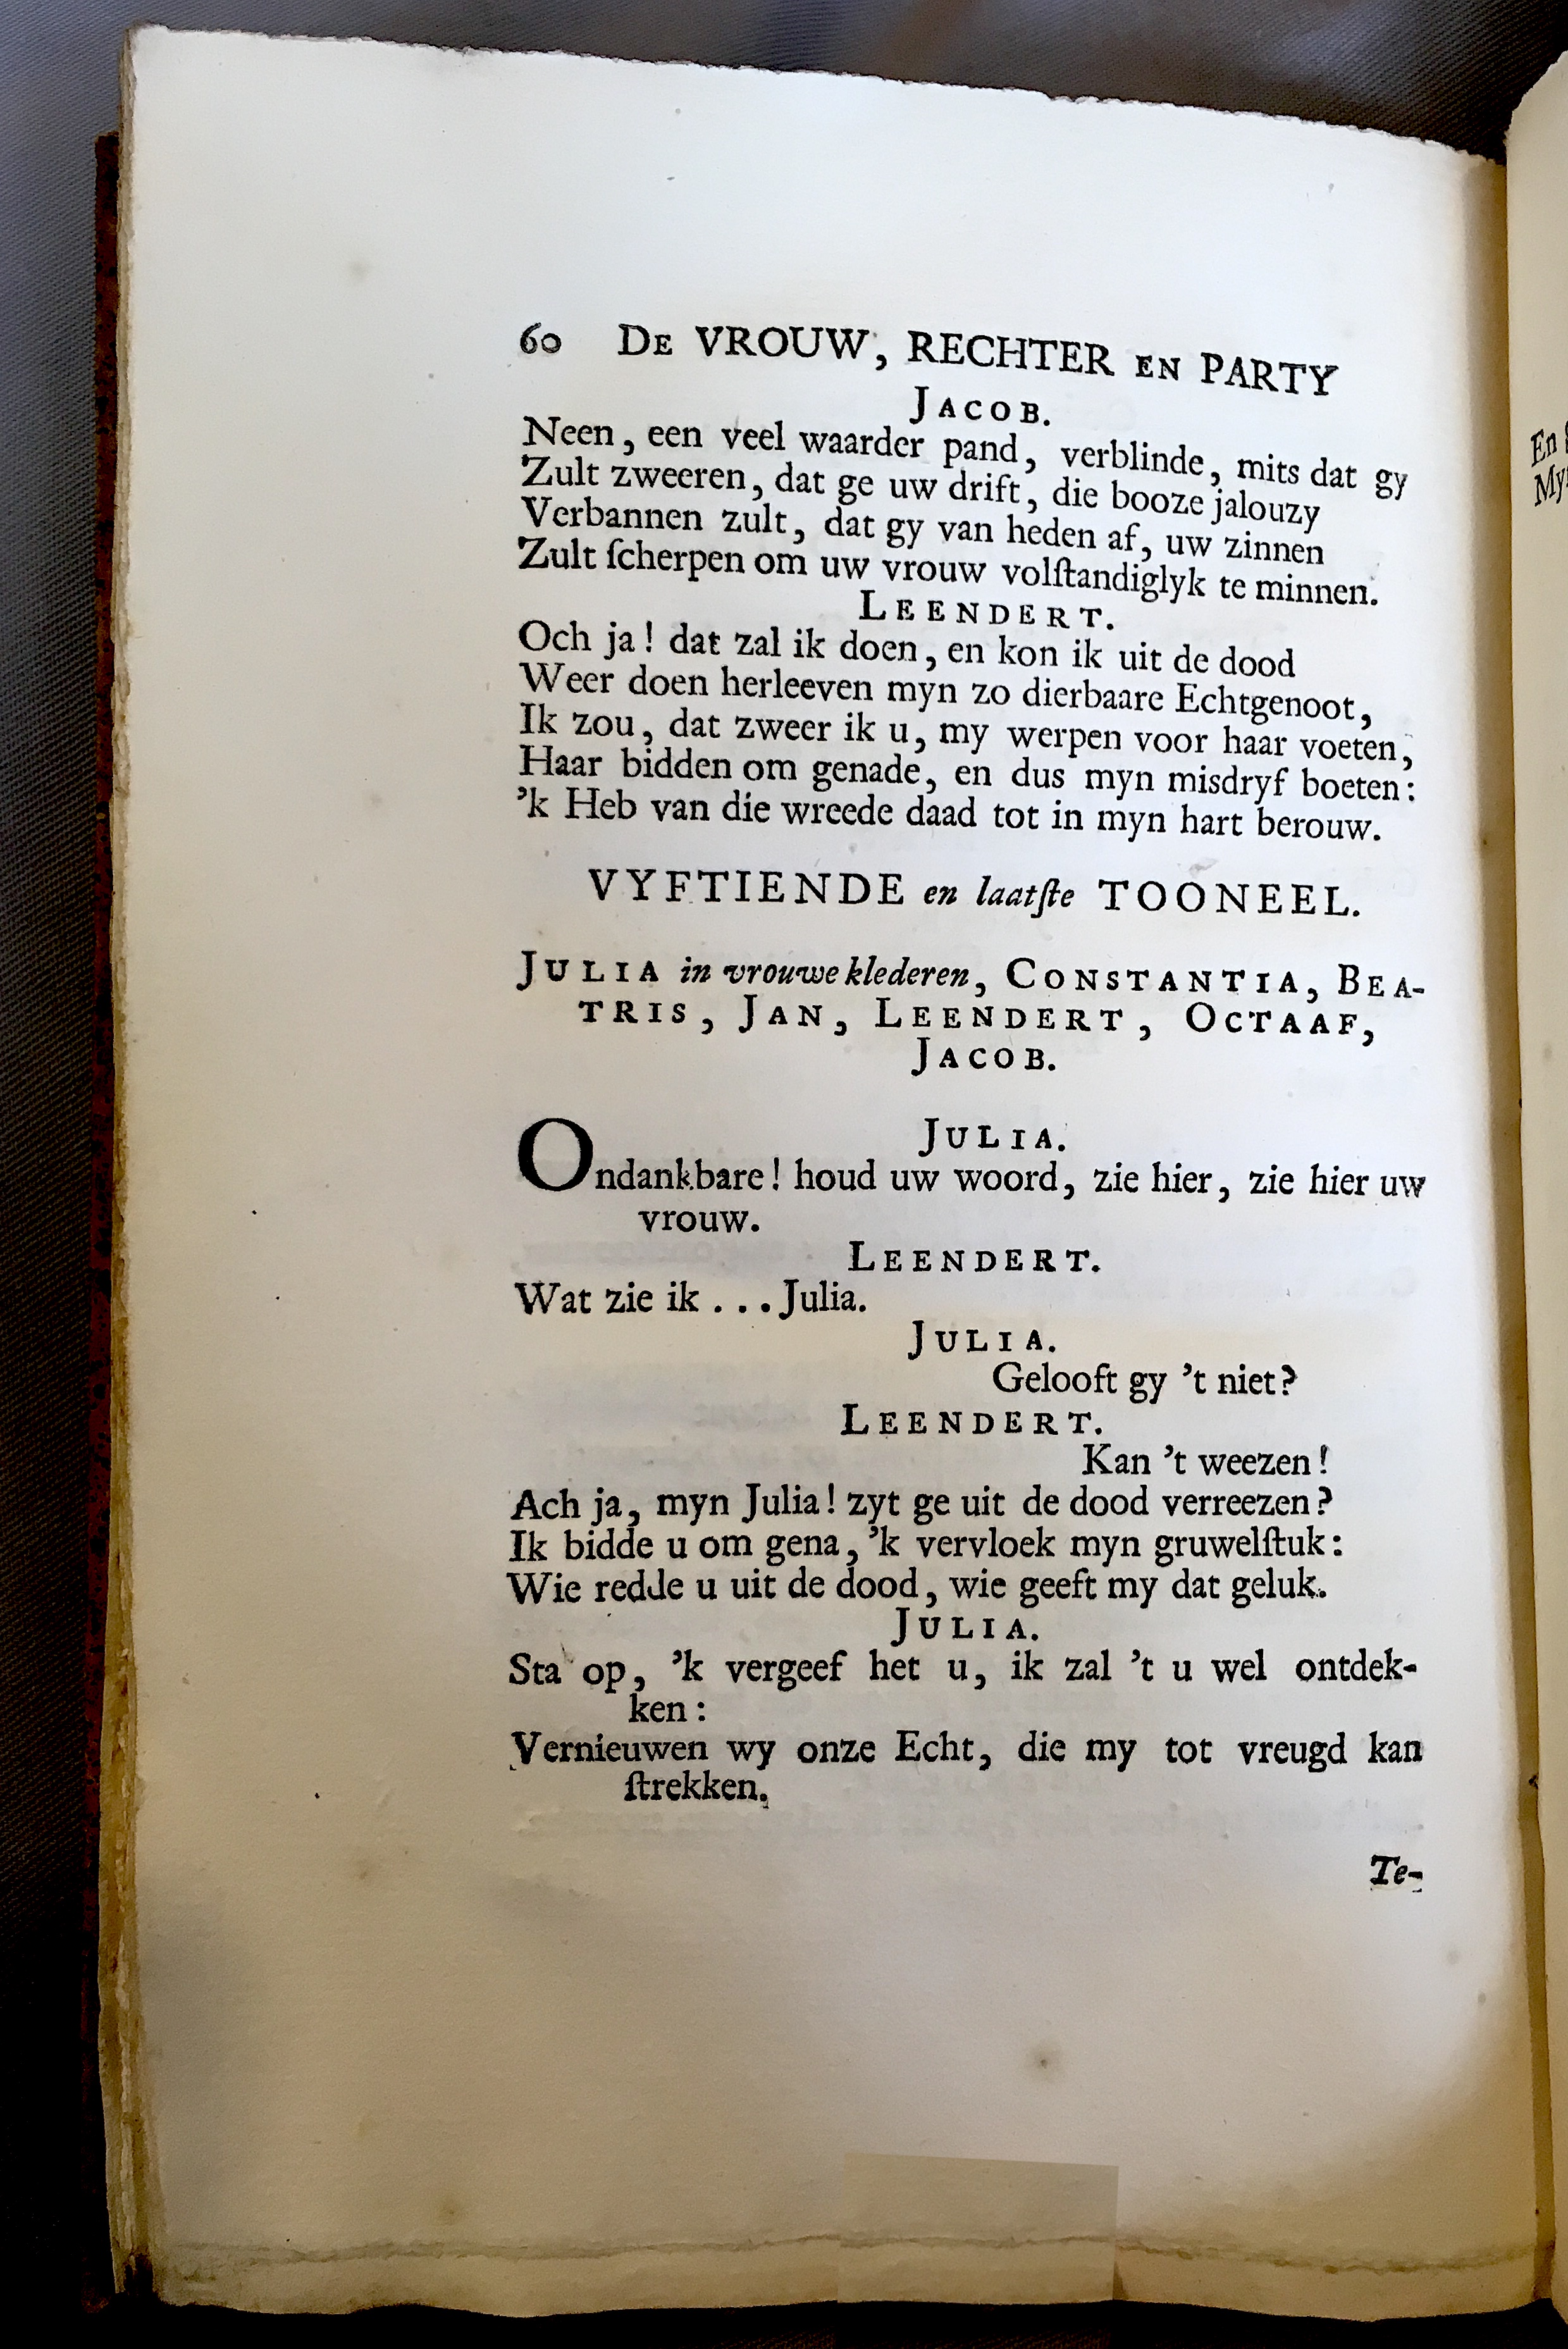 60 DE VROUW, RECHTER EN PARTY
JACOB.
Neen, een veel waarder pand, verblinde, mits dat gy
Zult zweeren, dat ge uw drift, die booze jalouzy
Verbannen zult, dat gy van heden af, uw zinnen
Zult ſcherpen om uw vrouw volſtandiglyk te minnen.
LEENDERT.
Och ja! dat zal ik doen, en kon ik uit de dood
Weer doen herleeven myn zo dierbaare Echtgenoot,
Ik zou, dat zweer ik u, my werpen voor haar voeten,
Haar bidden om genade, en dus myn misdryf boeten:
’k Heb van die wreede daad tot in myn hart berouw.
VYFTIENDE en laatſte TOONEEL.
JULIA in vrouwe klederen, CONSTANTIA, BEA-
TRIS, JAN, LEENDERT, OCTAAF,
JACOB.
JULIA.
Ondankbare! houd uw woord, zie hier, zie hier uw
vrouw.
LEENDERT.
Wat zie ik . . . Julia.
JULIA.
Gelooft gy ’t niet?
LEENDERT.
Kan ’t weezen!
Ach ja, myn Julia! zyt ge uit de dood verreezen?
Ik bidde u om gena, ’k vervloek myn gruwelſtuk:
Wie redde u uit de dood, wie geeft my dat geluk.
JULIA.
Sta op, ’k vergeef het u, ik zal ’t u wel ontdek-
ken:
Vernieuwen wy onze Echt, die my tot vreugd kan
ſtrekken.
Te-
En